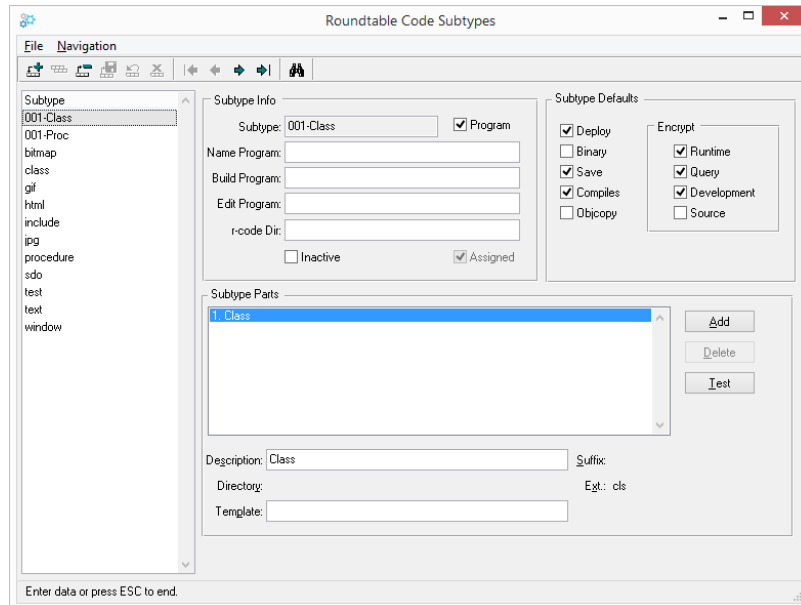 Roundtable Code Subtypes
File Navigation
Subtype
001-Class
001-Proc
bitmap
class
gif
html
include
jpg
procedure
sdo
test
text
window
Subtype Info
Subtype: 001-Class Program
Name Program:
Build Program:
Edit Program:
r-code Dir:
Inactive Assigned
Subtype Defaults
Deploy
Binary
Save
Compiles
Objcopy
Encrypt
Runtime
Query
Development
Source
Subtype Parts
1. Class
Add
Delete
Test
Description: Class Suffix:
Directory: Ext.: cls
Template:
Enter data or press ESC to end.